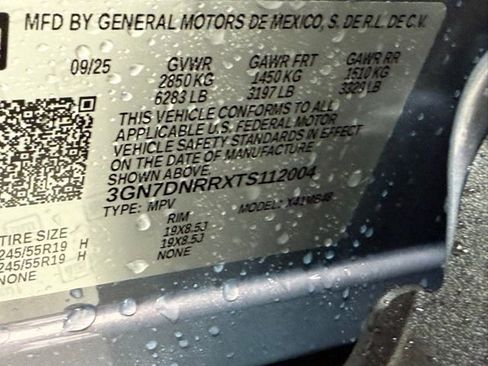 MFD BY GENERAL MOTORS DE MEXICO, S. DE R.L. DE C.V.
09/25 GVWR GAWR FRT GAWR RR
2850 KG 1450 KG 1510 KG
6283 LB 3197 LB 3329 LB
THIS VEHICLE CONFORMS TO ALL
APPLICABLE U.S. FEDERAL MOTOR
VEHICLE SAFETY STANDARDS IN EFFECT
ON THE DATE OF MANUFACTURE
SHOWN ABOVE.
3GN7DNRRXTS112004
TYPE: MPV MODEL:
TIRE SIZE RIM
245/55R19 H 19X8.5J
245/55R19 H 19X8.5J
NONE NONE